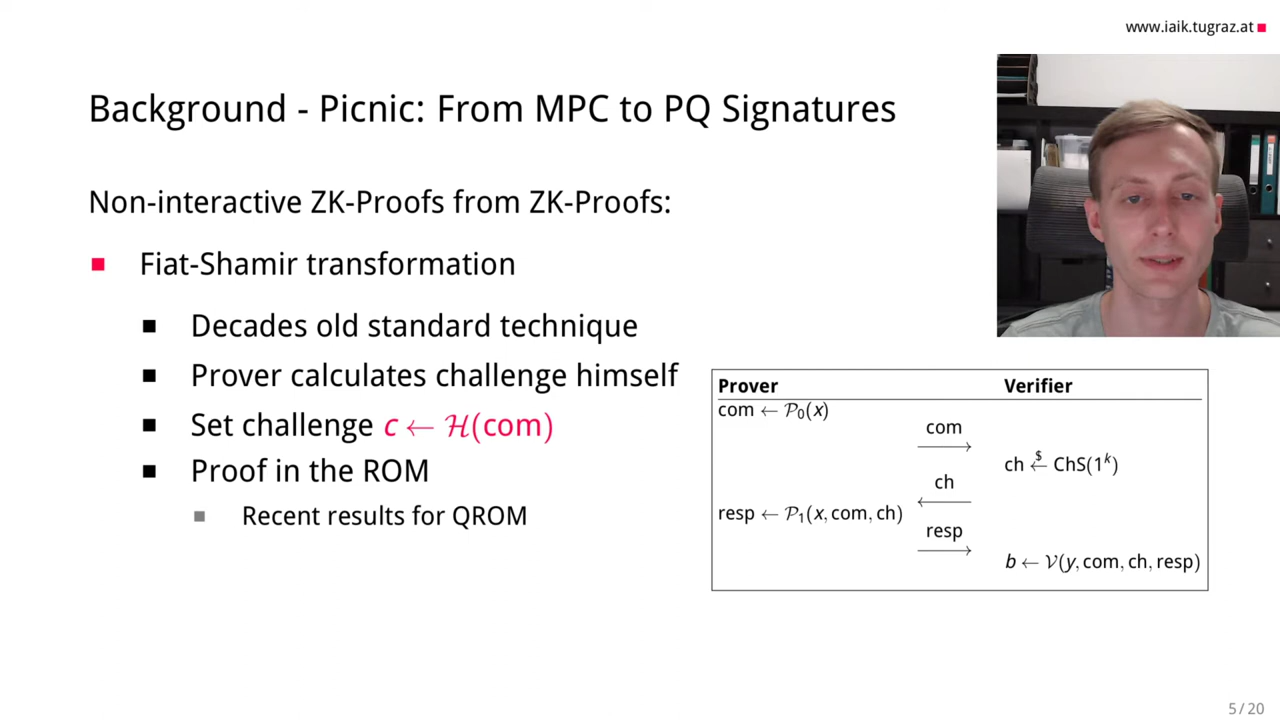 www.iaik.tugraz.at
Background - Picnic: From MPC to PQ Signatures
Non-interactive ZK-Proofs from ZK-Proofs:
Fiat-Shamir transformation
Decades old standard technique
Prover calculates challenge himself
Set challenge c ← ℋ(com)
Proof in the ROM
Recent results for QROM
Prover Verifier
com ← 𝒫₀(x)
com
ch ←$ ChS(1ᵏ)
ch
resp ← 𝒫₁(x, com, ch)
resp
b ← 𝒱(y, com, ch, resp)
5 / 20